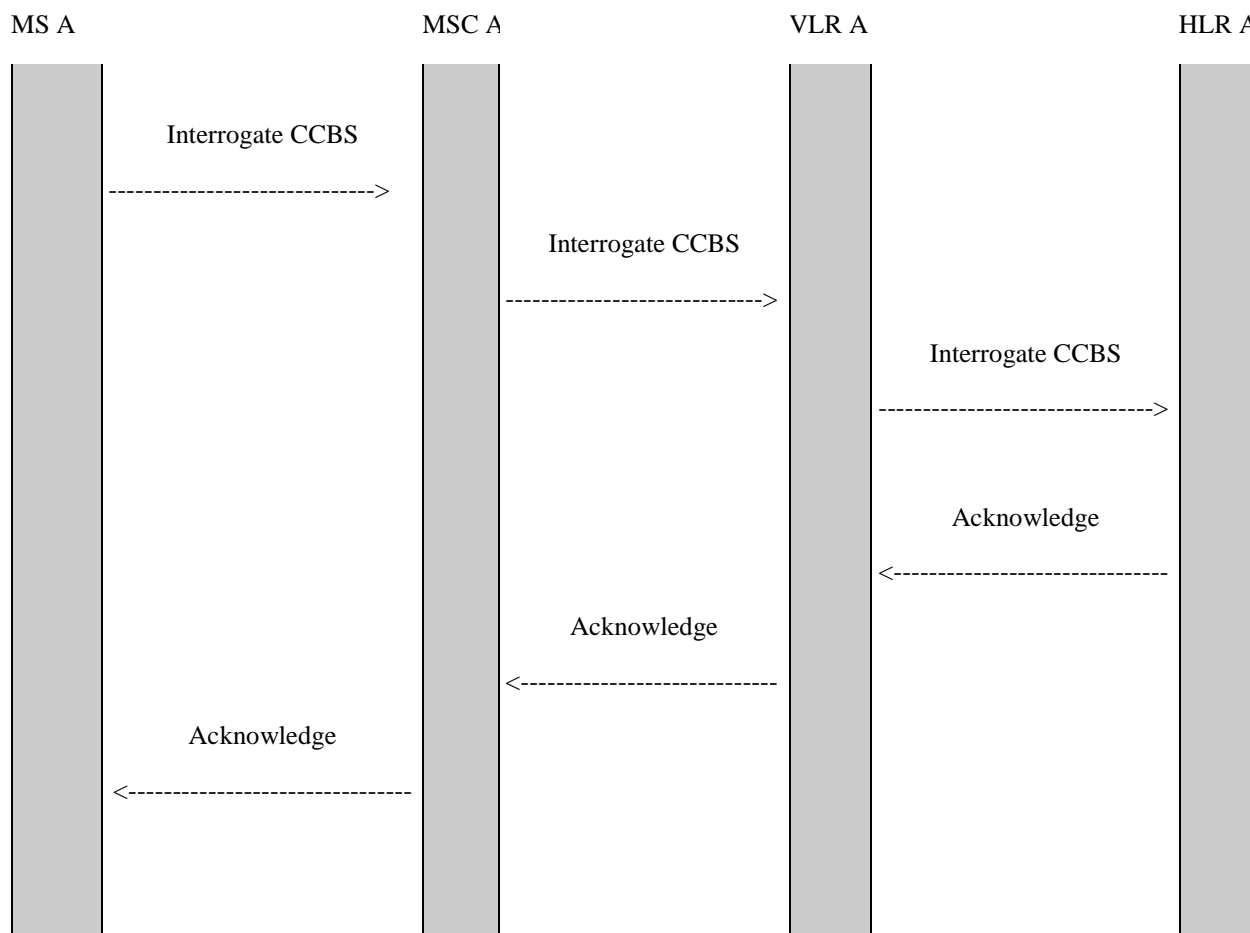 MS A MSC A VLR A HLR A
Interrogate CCBS
Interrogate CCBS
Interrogate CCBS
Acknowledge
Acknowledge
Acknowledge